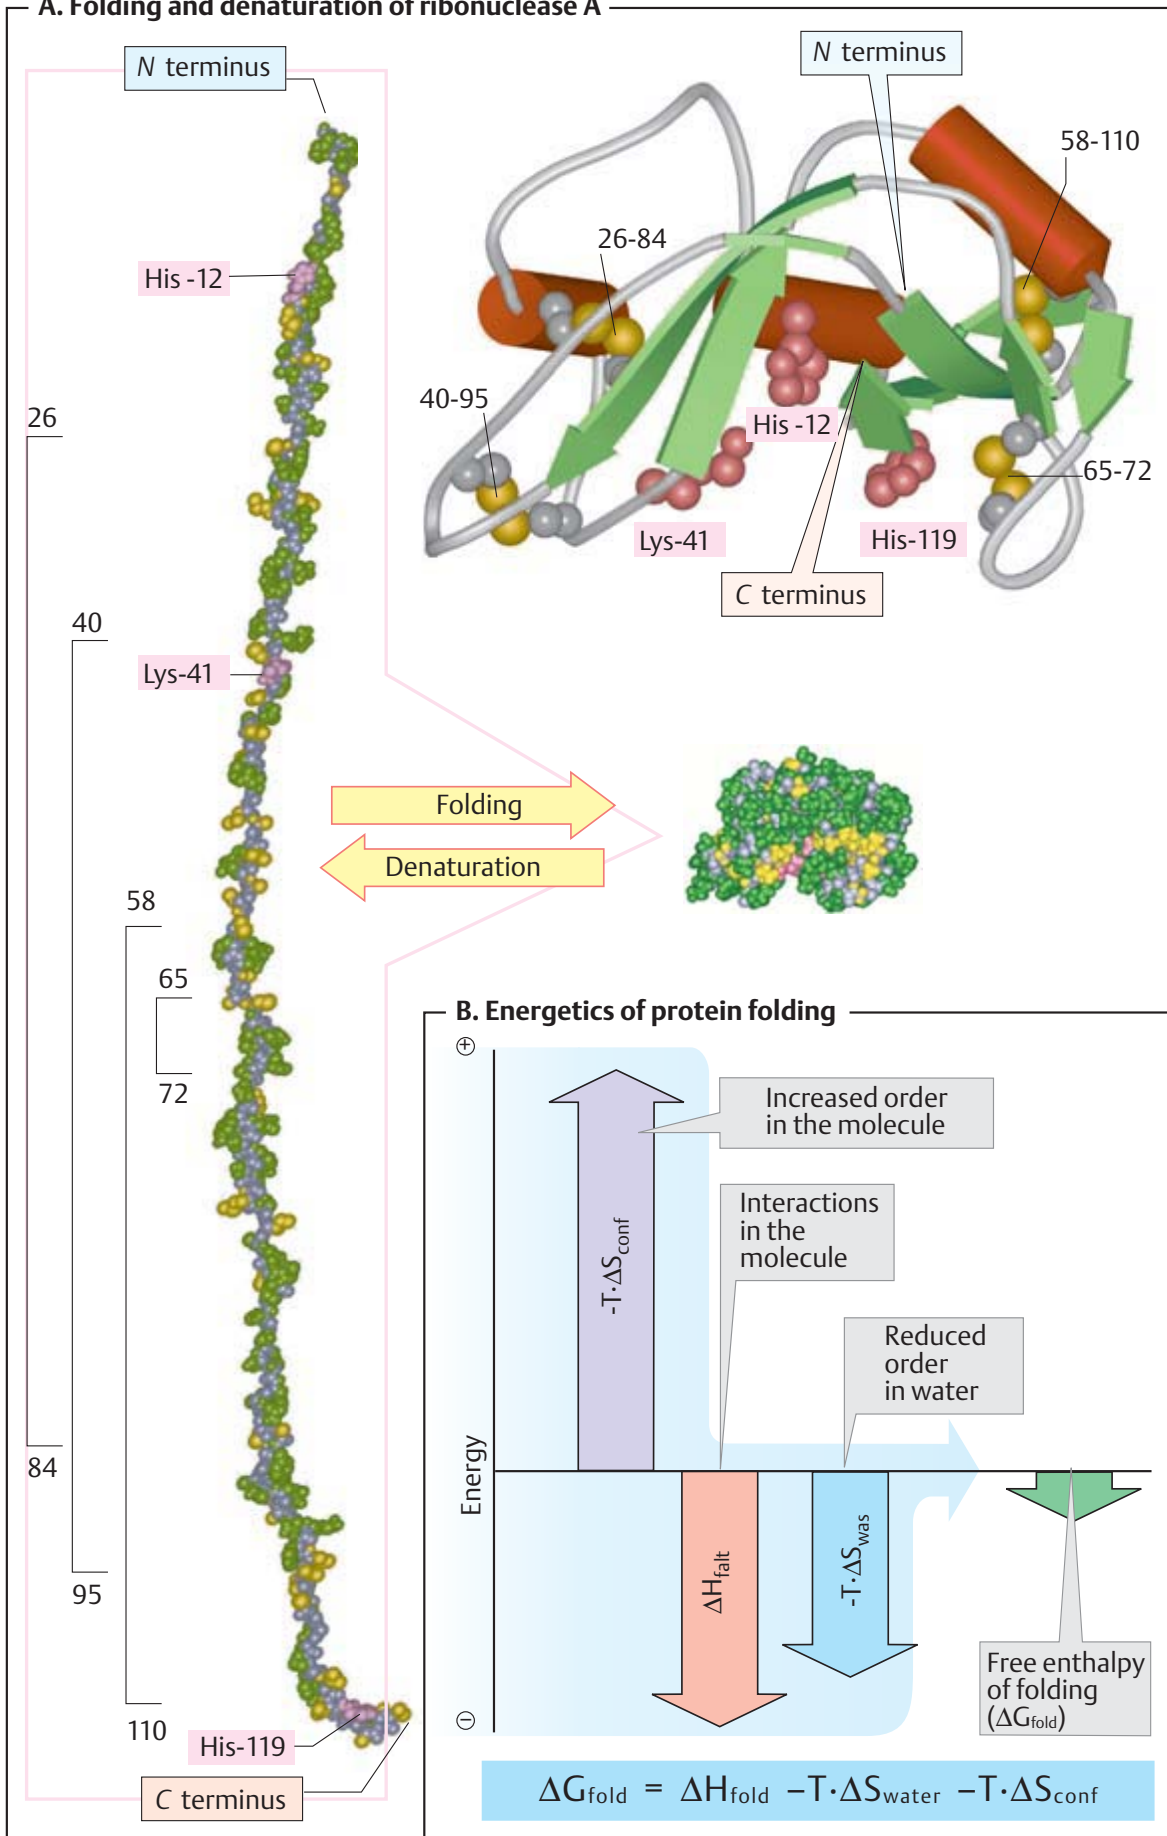 A. Folding and denaturation of ribonuclease A
N terminus
His -12
26
40
Lys-41
58
65
72
84
95
110
His-119
C terminus
N terminus
58-110
26-84
40-95
His -12
65-72
Lys-41
His-119
C terminus
Folding
Denaturation
B. Energetics of protein folding
⊕
Increased order
in the molecule
Interactions
in the
molecule
-T·ΔSconf
Reduced
order
in water
Energy
ΔHfalt
-T·ΔSwas
Free enthalpy
of folding
(ΔGfold)
⊖
ΔGfold = ΔHfold −T·ΔSwater −T·ΔSconf